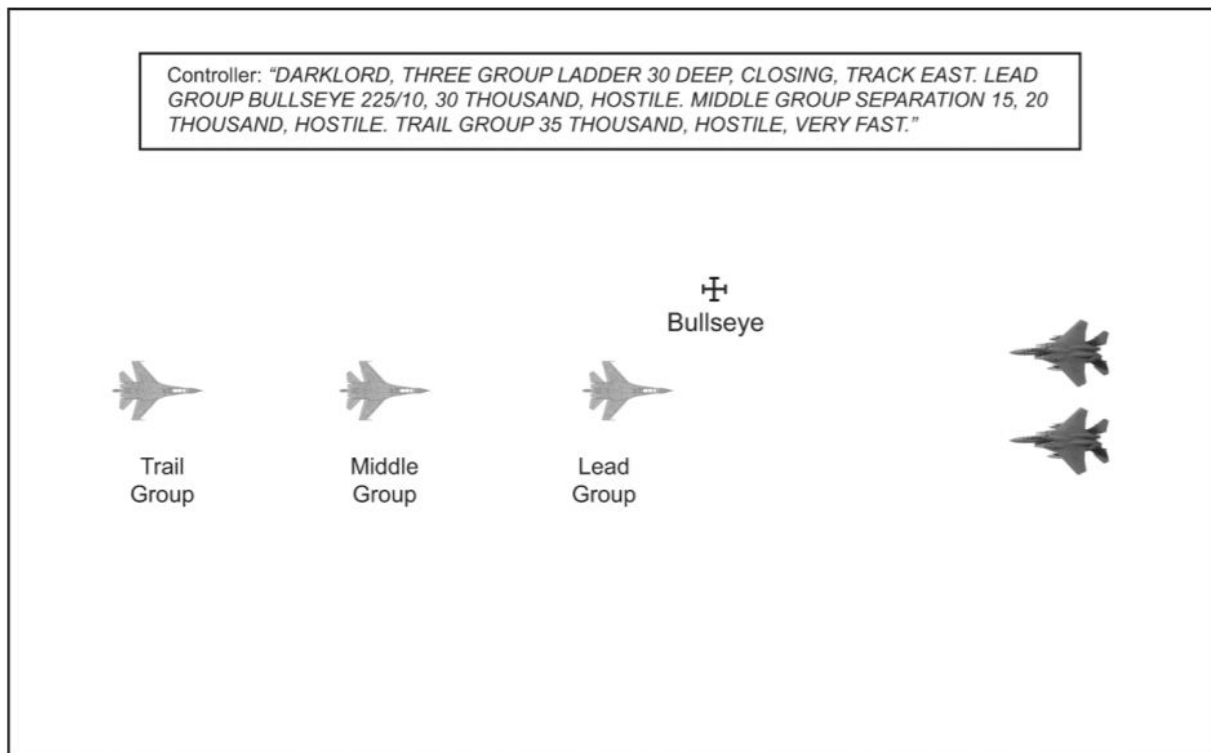 Controller: “DARKLORD, THREE GROUP LADDER 30 DEEP, CLOSING, TRACK EAST. LEAD
GROUP BULLSEYE 225/10, 30 THOUSAND, HOSTILE. MIDDLE GROUP SEPARATION 15, 20
THOUSAND, HOSTILE. TRAIL GROUP 35 THOUSAND, HOSTILE, VERY FAST.”
Bullseye
Trail
Group
Middle
Group
Lead
Group